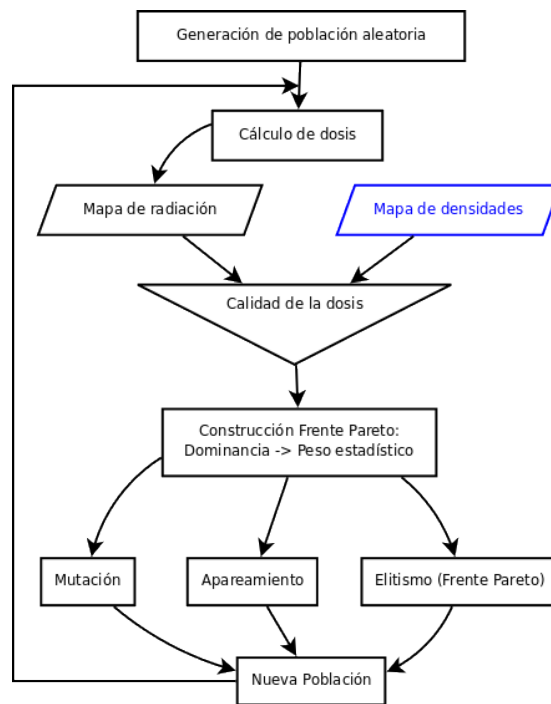 Generación de población aleatoria
Cálculo de dosis
Mapa de radiación
Mapa de densidades
Calidad de la dosis
Construcción Frente Pareto:
Dominancia -> Peso estadístico
Mutación
Apareamiento
Elitismo (Frente Pareto)
Nueva Población